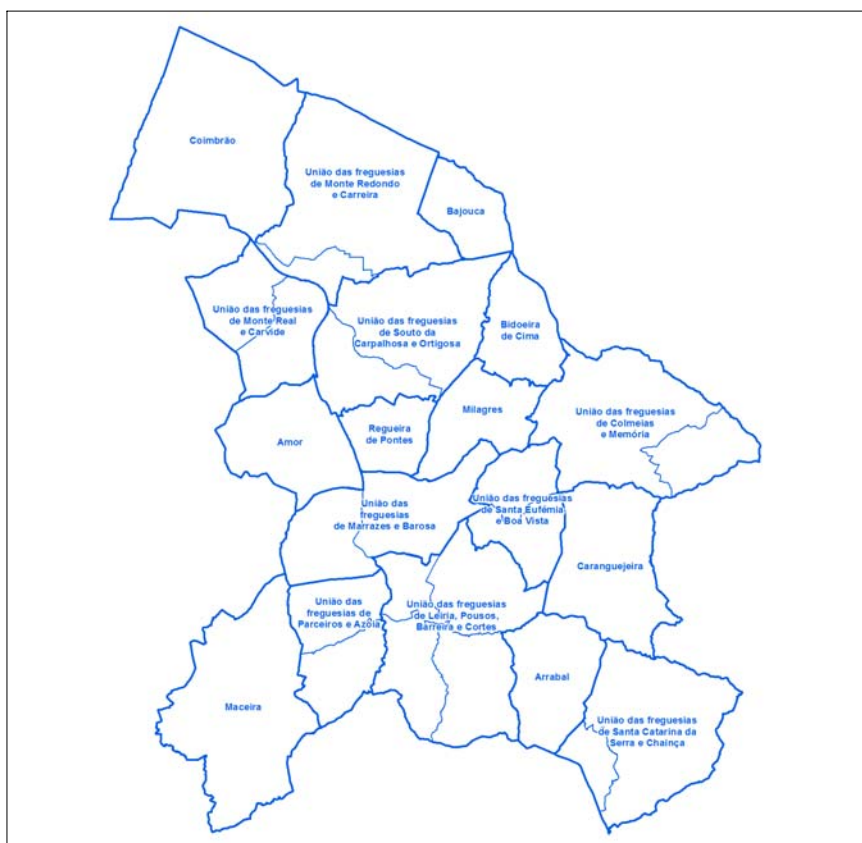 Coimbrão
União das freguesias
de Monte Redondo
e Carreira
Bajouca
União das freguesias
de Monte Real
e Carvide
União das freguesias
de Souto da
Carpalhosa e Ortigosa
Bidoeira
de Cima
Milagres
União das freguesias
de Colmeias
e Memória
Amor
Regueira
de Pontes
União das
freguesias
de Marrazes e Barosa
União das freguesias
de Santa Eufémia
e Boa Vista
Caranguejeira
União das
freguesias de
Parceiros e Azóia
União das freguesias
de Leiria, Pousos,
Barreira e Cortes
Arrabal
Maceira
União das freguesias
de Santa Catarina da
Serra e Chainça